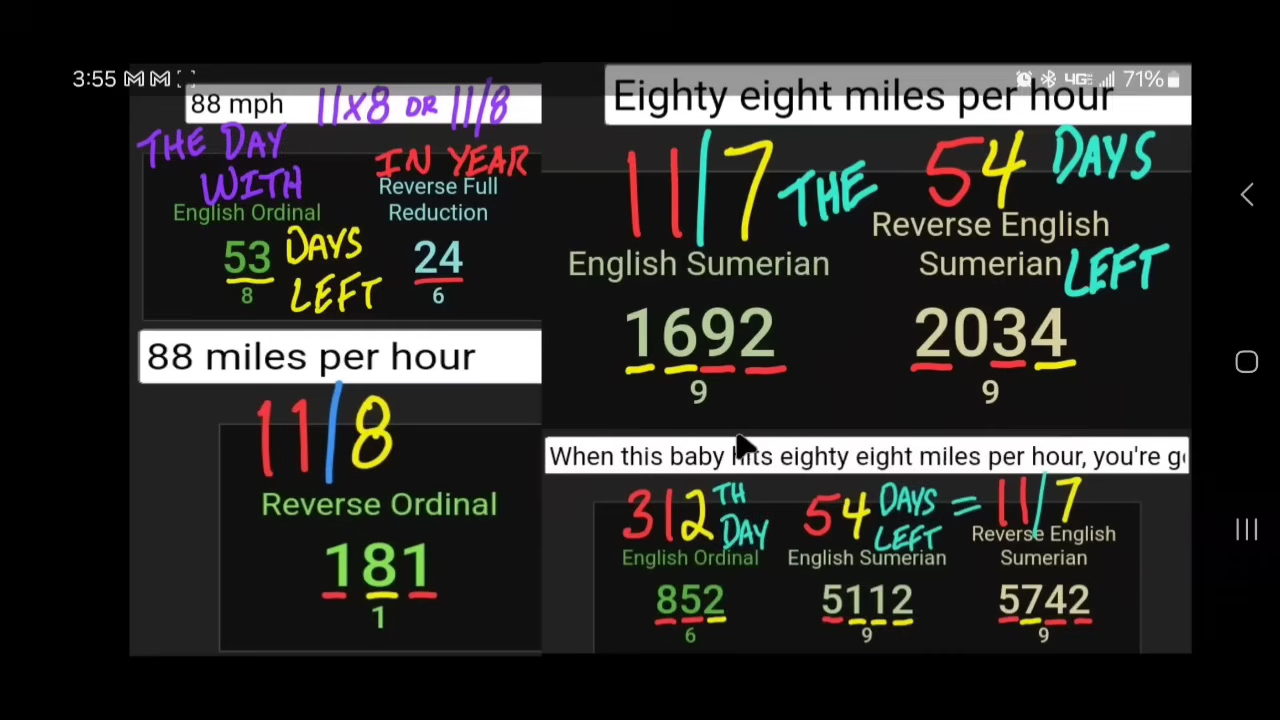 3:55
4GE 71%
88 mph 11x8 OR 11/8
THE DAY WITH
IN YEAR
English Ordinal
53
8
DAYS LEFT
Reverse Full
Reduction
24
6
88 miles per hour
11/8
Reverse Ordinal
181
1
Eighty eight miles per hour
11/7 THE 54 DAYS LEFT
English Sumerian
1692
9
Reverse English
Sumerian
2034
9
When this baby hits eighty eight miles per hour, you're g
312TH DAY 54 DAYS LEFT = 11/7
English Ordinal
852
6
English Sumerian
5112
9
Reverse English
Sumerian
5742
9